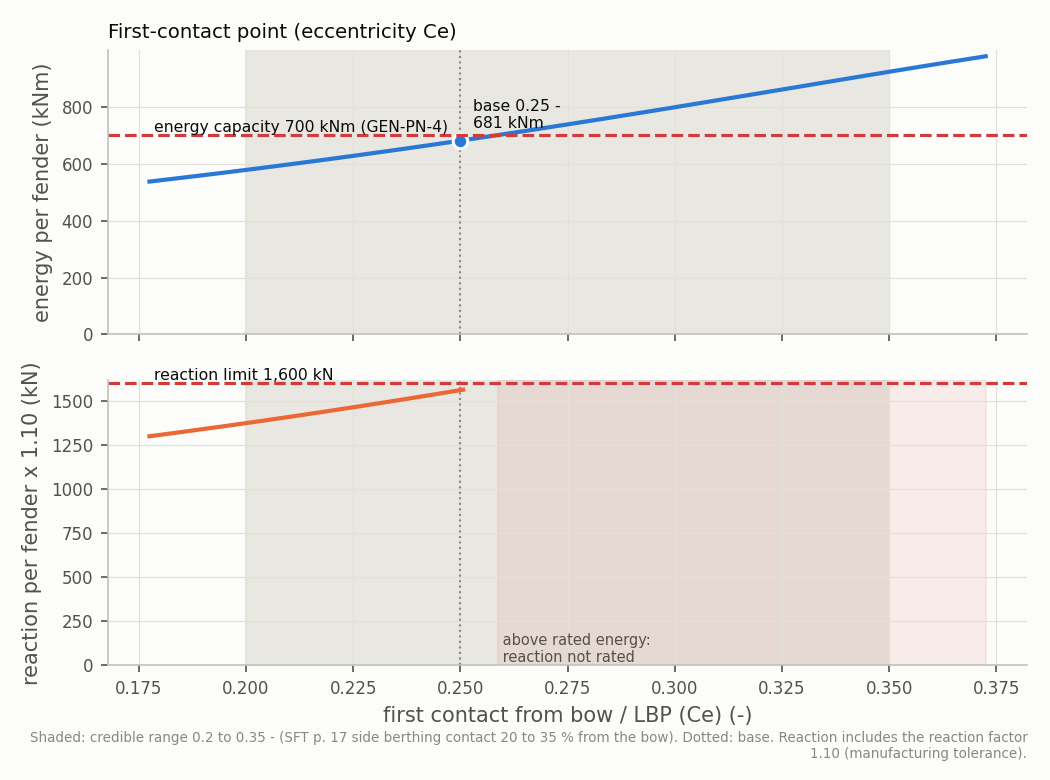 First-contact point (eccentricity Ce)
energy per fender (kNm)
800
600
400
200
0
energy capacity 700 kNm (GEN-PN-4)
base 0.25 -
681 kNm
reaction per fender x 1.10 (kN)
1500
1250
1000
750
500
250
0
reaction limit 1,600 kN
above rated energy:
reaction not rated
0.175 0.200 0.225 0.250 0.275 0.300 0.325 0.350 0.375
first contact from bow / LBP (Ce) (-)
Shaded: credible range 0.2 to 0.35 - (SFT p. 17 side berthing contact 20 to 35 % from the bow). Dotted: base. Reaction includes the reaction factor
1.10 (manufacturing tolerance).